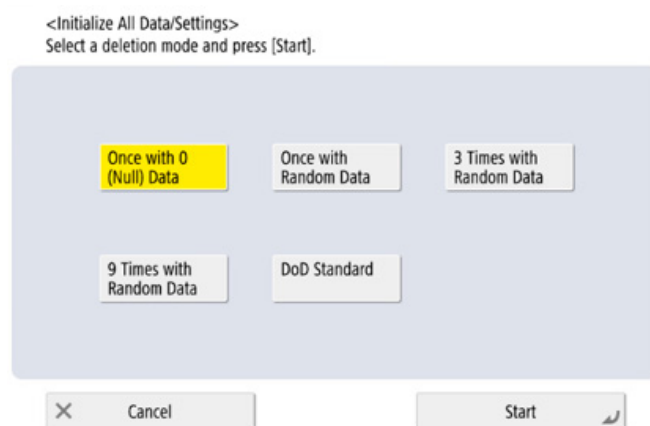 <Initialize All Data/Settings>
Select a deletion mode and press [Start].
Once with 0
(Null) Data
Once with
Random Data
3 Times with
Random Data
9 Times with
Random Data
DoD Standard
Cancel
Start